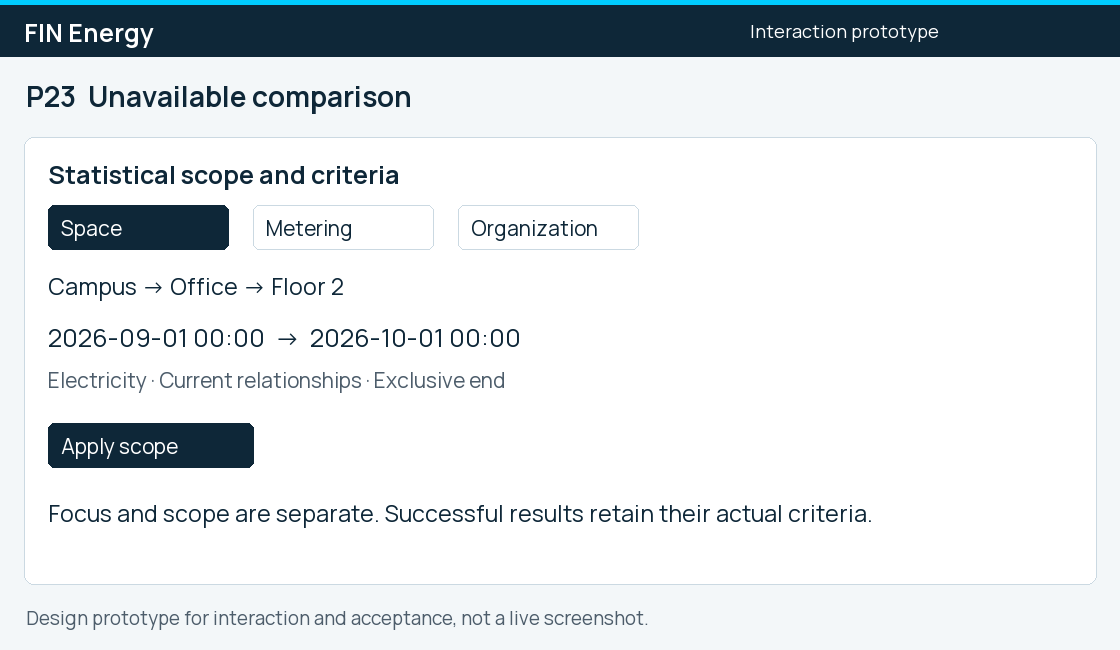 FIN Energy
Interaction prototype
P23 Unavailable comparison
Statistical scope and criteria
Space
Metering
Organization
Campus → Office → Floor 2
2026-09-01 00:00 → 2026-10-01 00:00
Electricity · Current relationships · Exclusive end
Apply scope
Focus and scope are separate. Successful results retain their actual criteria.
Design prototype for interaction and acceptance, not a live screenshot.